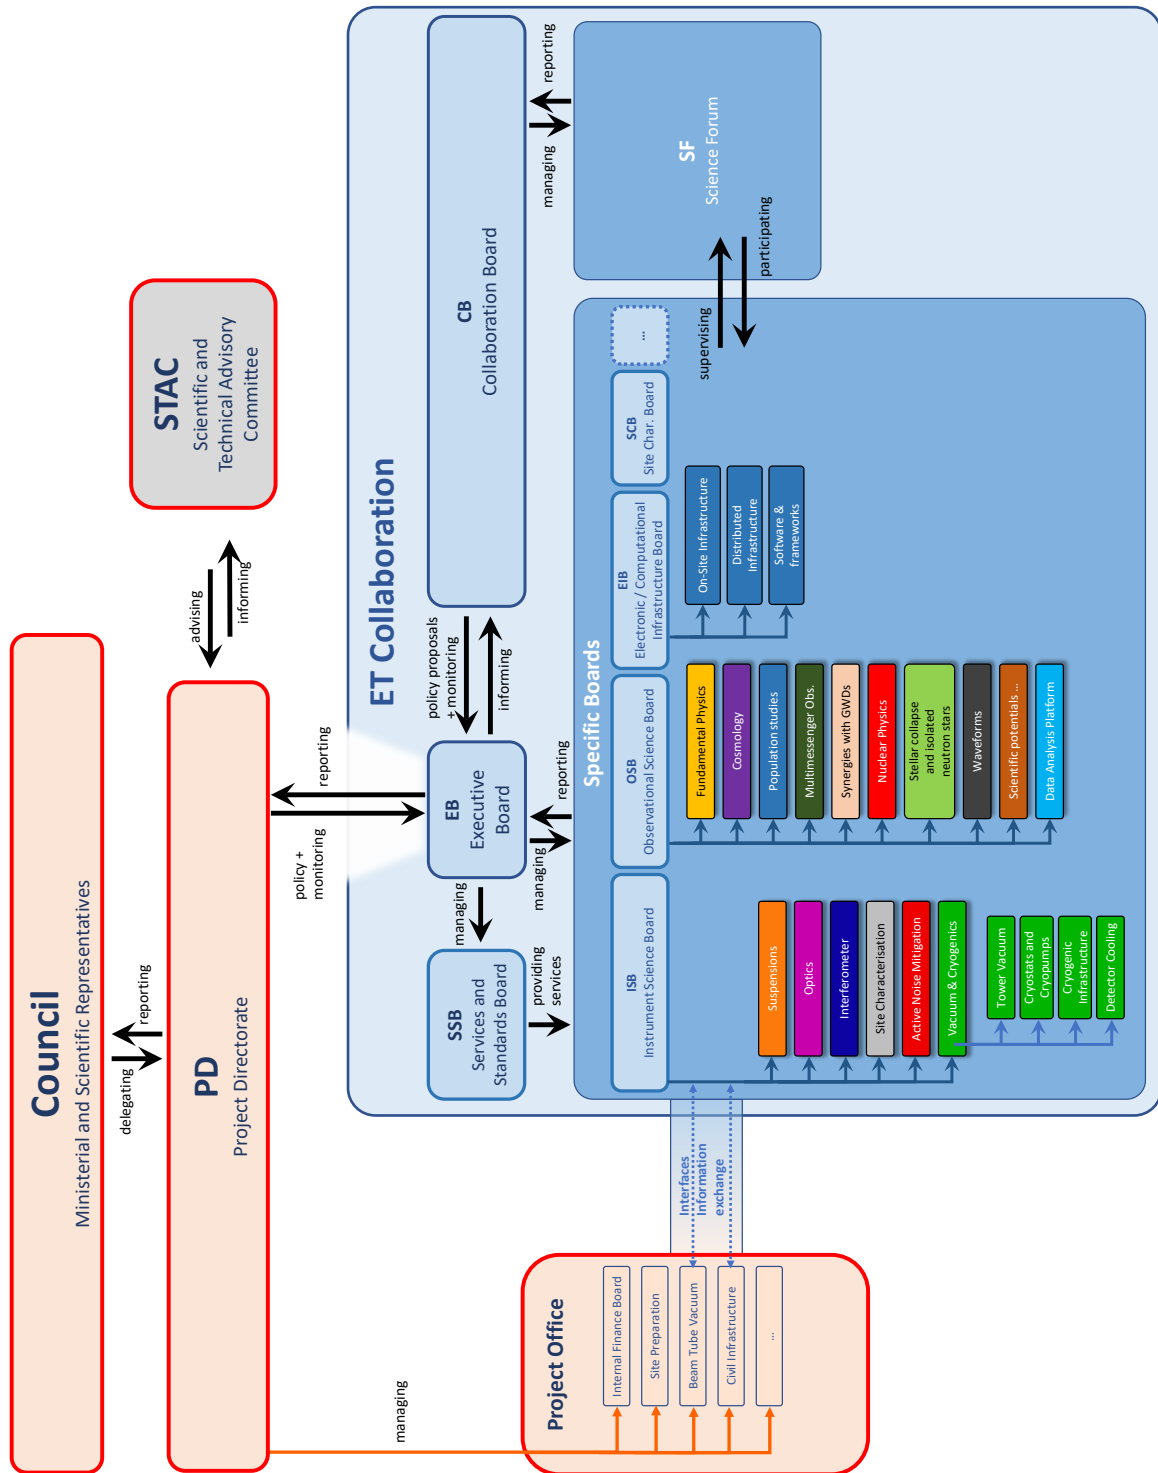 Council
Ministerial and Scientific Representatives
delegating
reporting
PD
Project Directorate
advising
informing
STAC
Scientific and
Technical Advisory
Committee
managing
policy +
monitoring
reporting
ET Collaboration
SSB
Services and
Standards Board
managing
EB
Executive
Board
policy proposals
+ monitoring
informing
CB
Collaboration Board
providing
services
managing
reporting
managing
reporting
Project Office
Internal Finance Board
Site Preparation
Beam Tube Vacuum
Civil Infrastructure
...
Interfaces
Information
exchange
Specific Boards
ISB
Instrument Science Board
OSB
Observational Science Board
EIB
Electronic / Computational
Infrastructure Board
SCB
Site Char. Board
...
Suspensions
Optics
Interferometer
Site Characterisation
Active Noise Mitigation
Vacuum & Cryogenics
Tower Vacuum
Cryostats and
Cryopumps
Cryogenic
Infrastructure
Detector Cooling
Fundamental Physics
Cosmology
Population studies
Multimessenger Obs.
Synergies with GWDs
Nuclear Physics
Stellar collapse
and isolated
neutron stars
Waveforms
Scientific potentials ...
Data Analysis Platform
On-Site Infrastructure
Distributed
Infrastructure
Software &
frameworks
supervising
participating
SF
Science Forum